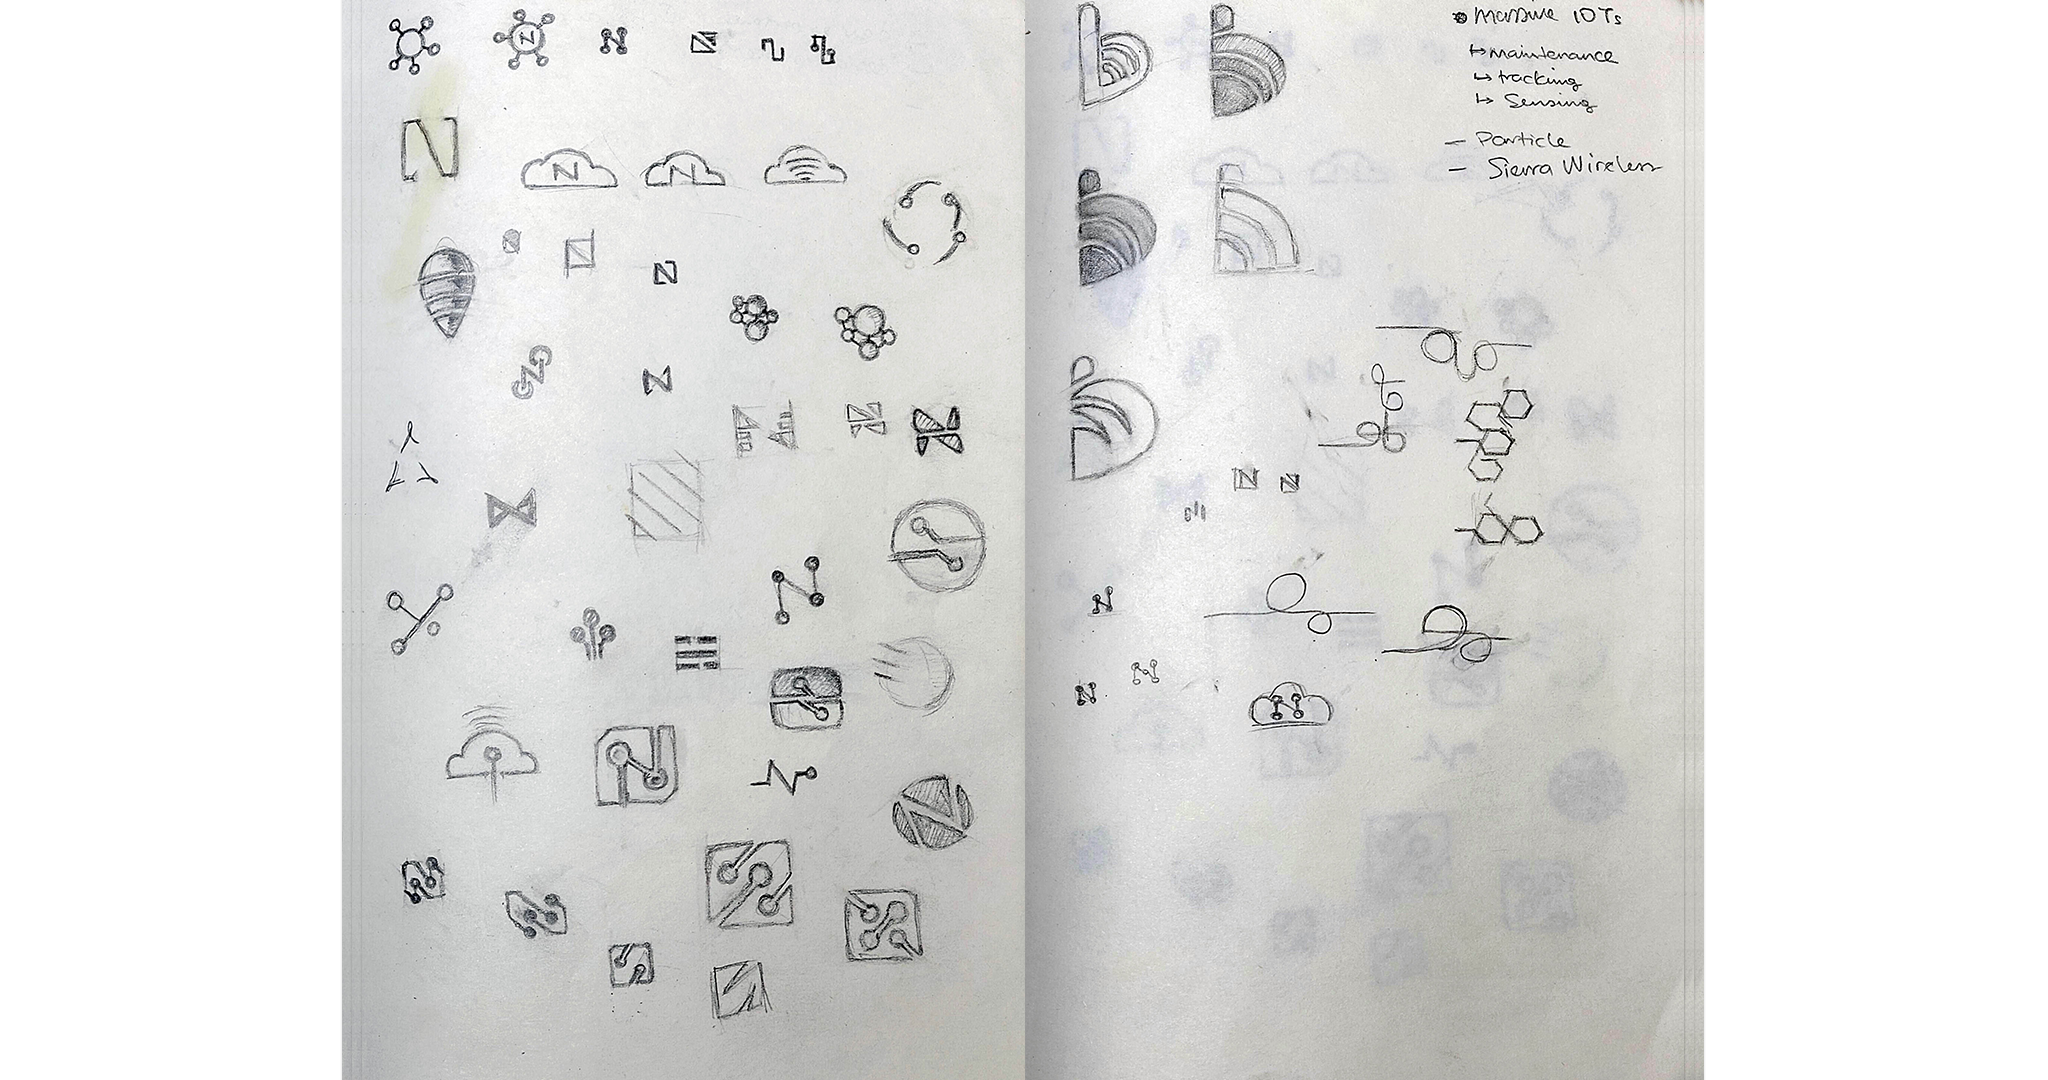 N
N
N
Massive IOTs
↳ maintenance
↳ tracking
↳ Sensing
– Particle
– Sierra Wireless